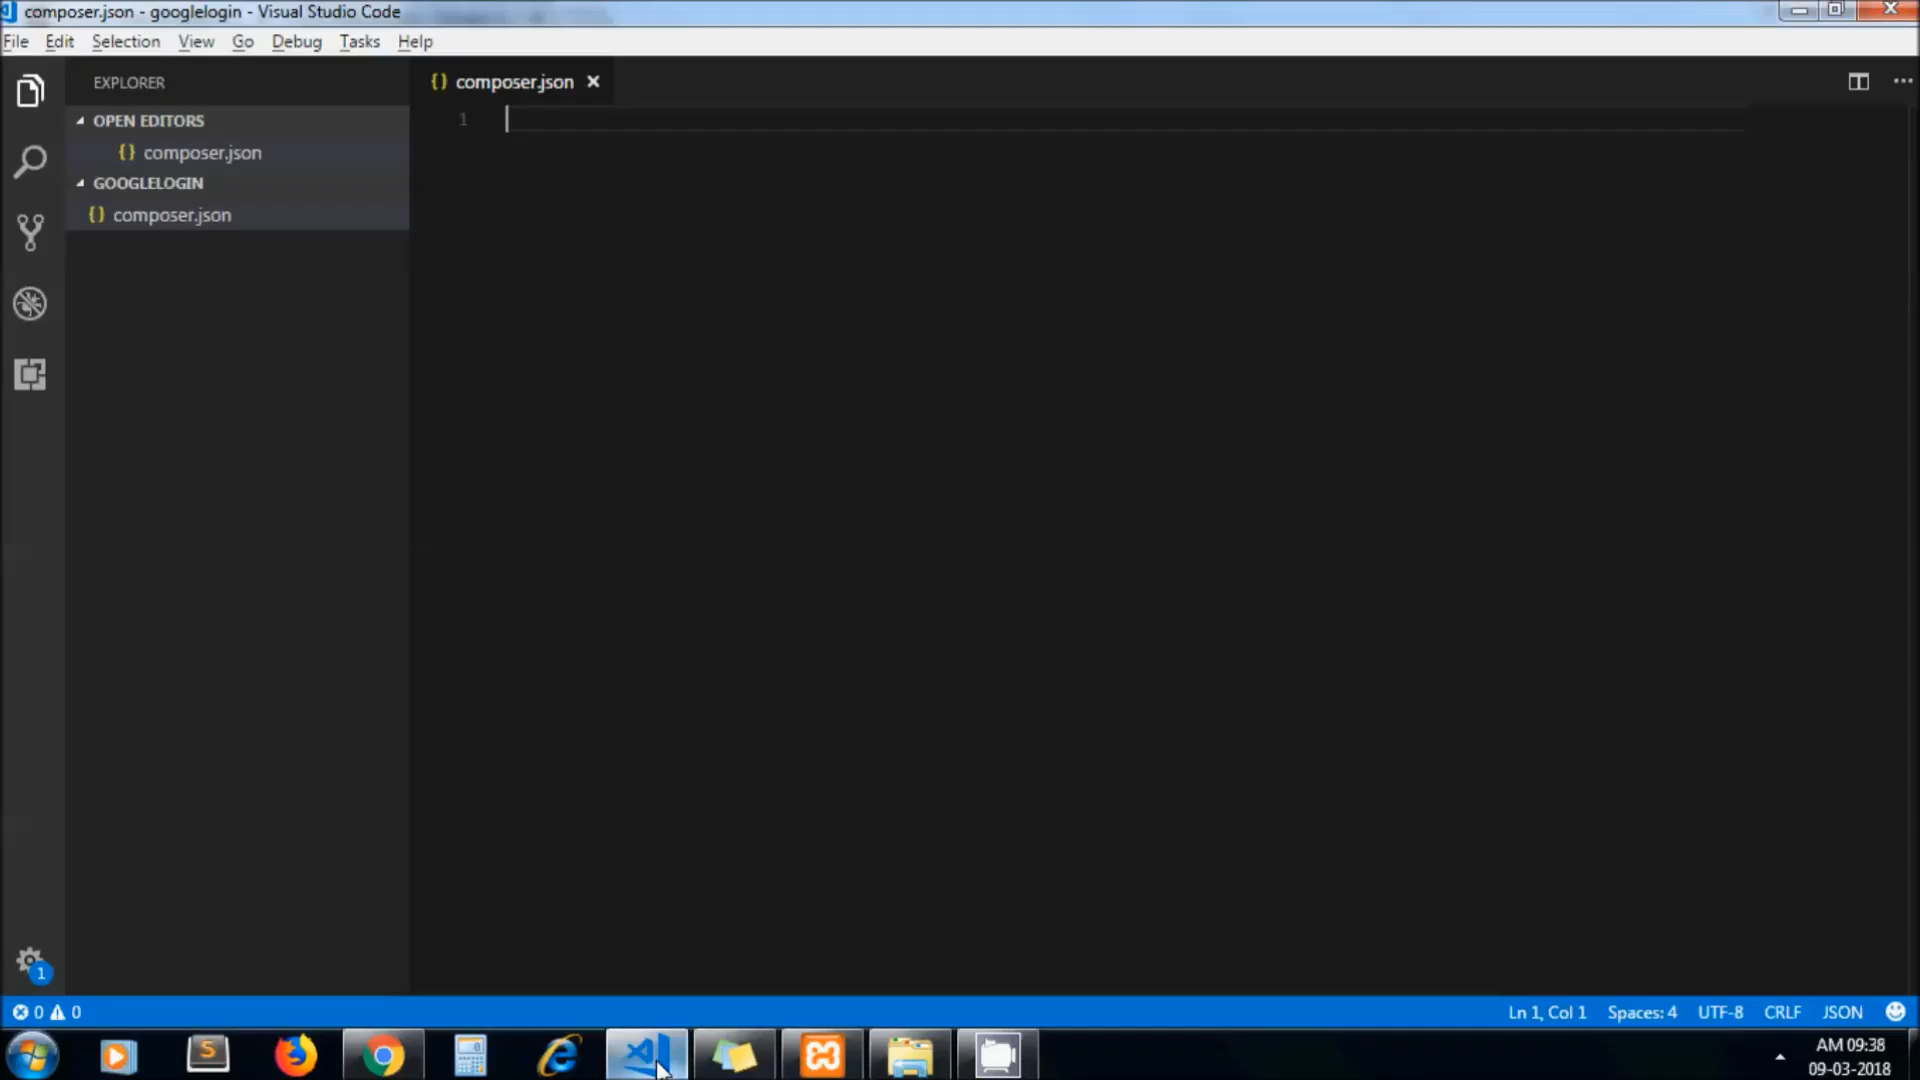 composer.json - googlelogin - Visual Studio Code
File Edit Selection View Go Debug Tasks Help
EXPLORER
OPEN EDITORS
{} composer.json
GOOGLELOGIN
{} composer.json
{} composer.json ×
1
1
0 0
Ln 1, Col 1 Spaces: 4 UTF-8 CRLF JSON
S
AM 09:38
09-03-2018